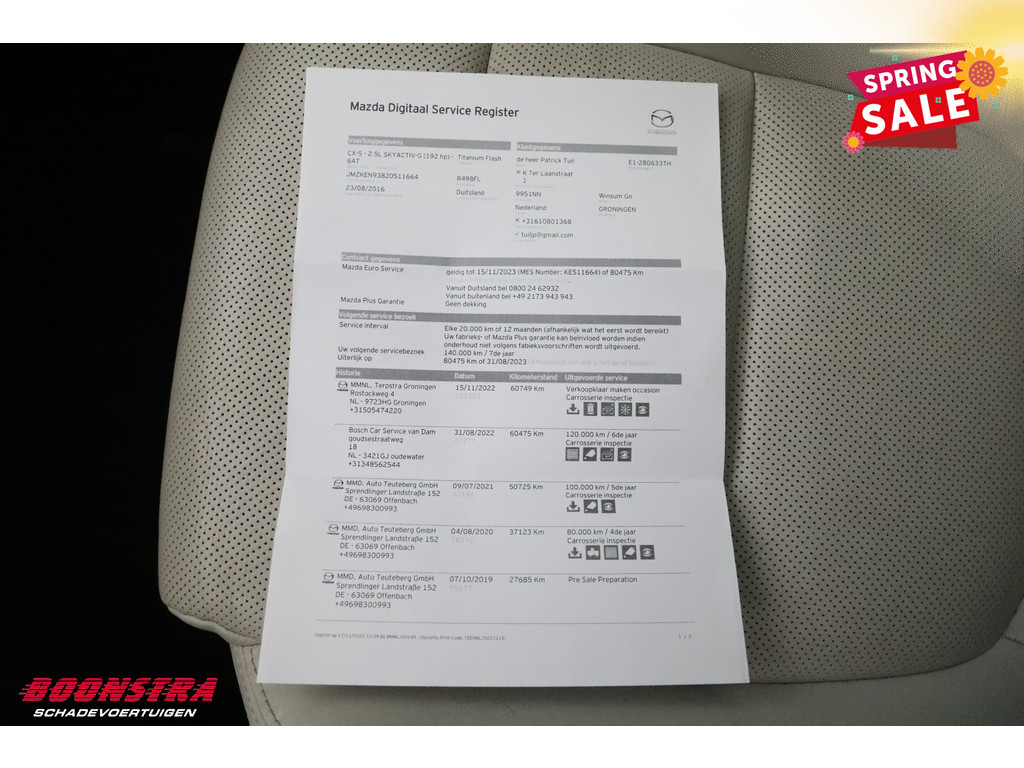 SPRING
SALE
Mazda Digitaal Service Register
Voertuiggegevens
Klantgegevens
CX-5 - 2.5L SKYACTIV-G (192 hp) - 6AT
Titanium Flash
JMZKEN93820511664
R498FL
23/08/2016
Duitsland
de heer Patrick Tuil
E1-280633TH
× K Ter Laanstraat
1
9951NN
Winsum Gn
Nederland
GRONINGEN
× +31610801368
✓ tuiljp@gmail.com
Contract gegevens
Mazda Euro Service
geldig tot 15/11/2023 (MES Number: KE511664) of 80475 Km
Vanuit Duitsland bel 0800 24 62932
Vanuit buitenland bel +49 2173 943 943
Mazda Plus Garantie
Geen dekking
Volgende service bezoek
Service interval
Elke 20.000 km of 12 maanden (afhankelijk wat het eerst wordt bereikt)
Uw fabrieks- of Mazda Plus garantie kan beïnvloed worden indien
onderhoud niet volgens fabieksvoorschriften wordt uitgevoerd.
Uw volgende servicebezoek
140.000 km / 7de jaar
Uiterlijk op
80475 Km of 31/08/2023
Historie Datum Kilometerstand Uitgevoerde service
MMNL, Terpstra Groningen 15/11/2022 60749 Km Verkoopklaar maken occasion
Rostockweg 4 Carrosserie inspectie
NL - 9723HG Groningen
+31505474220
Bosch Car Service van Dam 31/08/2022 60475 Km 120.000 km / 6de jaar
goudsestraatweg Carrosserie inspectie
18
NL - 3421GJ oudewater
+31348562544
MMD, Auto Teuteberg GmbH 09/07/2021 50725 Km 100.000 km / 5de jaar
Sprendlinger Landstraße 152 Carrosserie inspectie
DE - 63069 Offenbach
+49698300993
MMD, Auto Teuteberg GmbH 04/08/2020 37123 Km 80.000 km / 4de jaar
Sprendlinger Landstraße 152 Carrosserie inspectie
DE - 63069 Offenbach
+49698300993
MMD, Auto Teuteberg GmbH 07/10/2019 27685 Km Pre Sale Preparation
Sprendlinger Landstraße 152
DE - 63069 Offenbach
+49698300993
BOONSTRA
SCHADEVOERTUIGEN